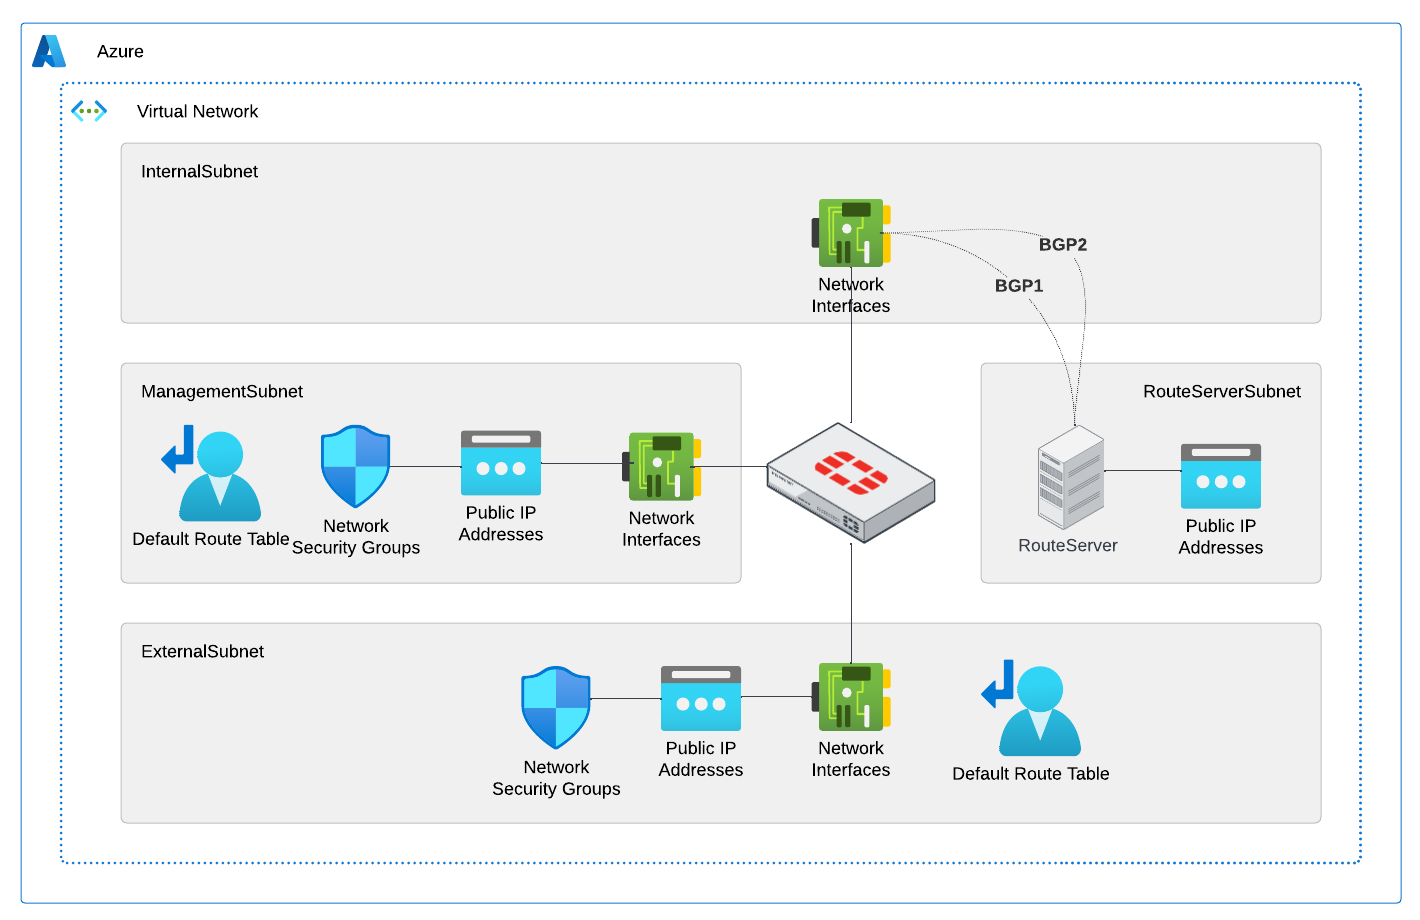 Azure
Virtual Network
InternalSubnet
BGP2
BGP1
Network
Interfaces
ManagementSubnet
RouteServerSubnet
Default Route Table
Network
Security Groups
Public IP
Addresses
Network
Interfaces
RouteServer
Public IP
Addresses
ExternalSubnet
Network
Security Groups
Public IP
Addresses
Network
Interfaces
Default Route Table